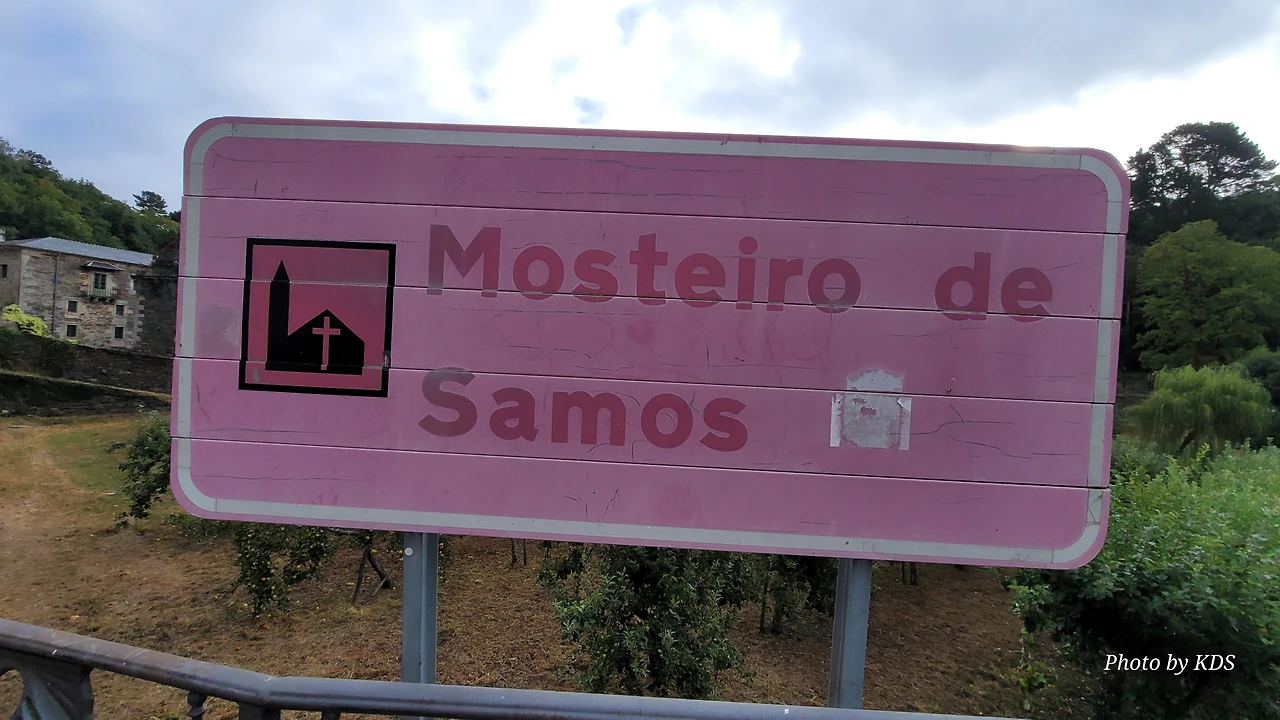 Mosteiro de
Samos
Photo by KDS